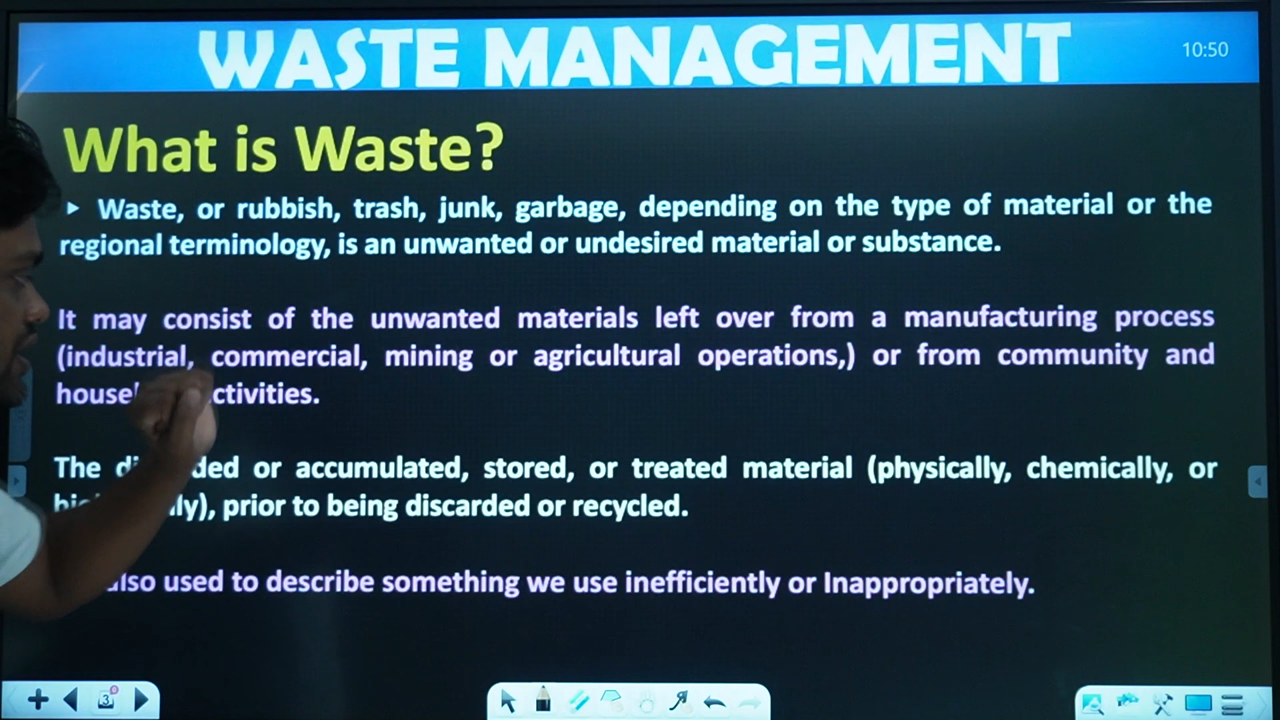 WASTE MANAGEMENT
10:50
What is Waste?
Waste, or rubbish, trash, junk, garbage, depending on the type of material or the
regional terminology, is an unwanted or undesired material or substance.
It may consist of the unwanted materials left over from a manufacturing process
(industrial, commercial, mining or agricultural operations,) or from community and
activities.
The or accumulated, stored, or treated material (physically, chemically, or
prior to being discarded or recycled.
also used to describe something we use inefficiently or Inappropriately.
3